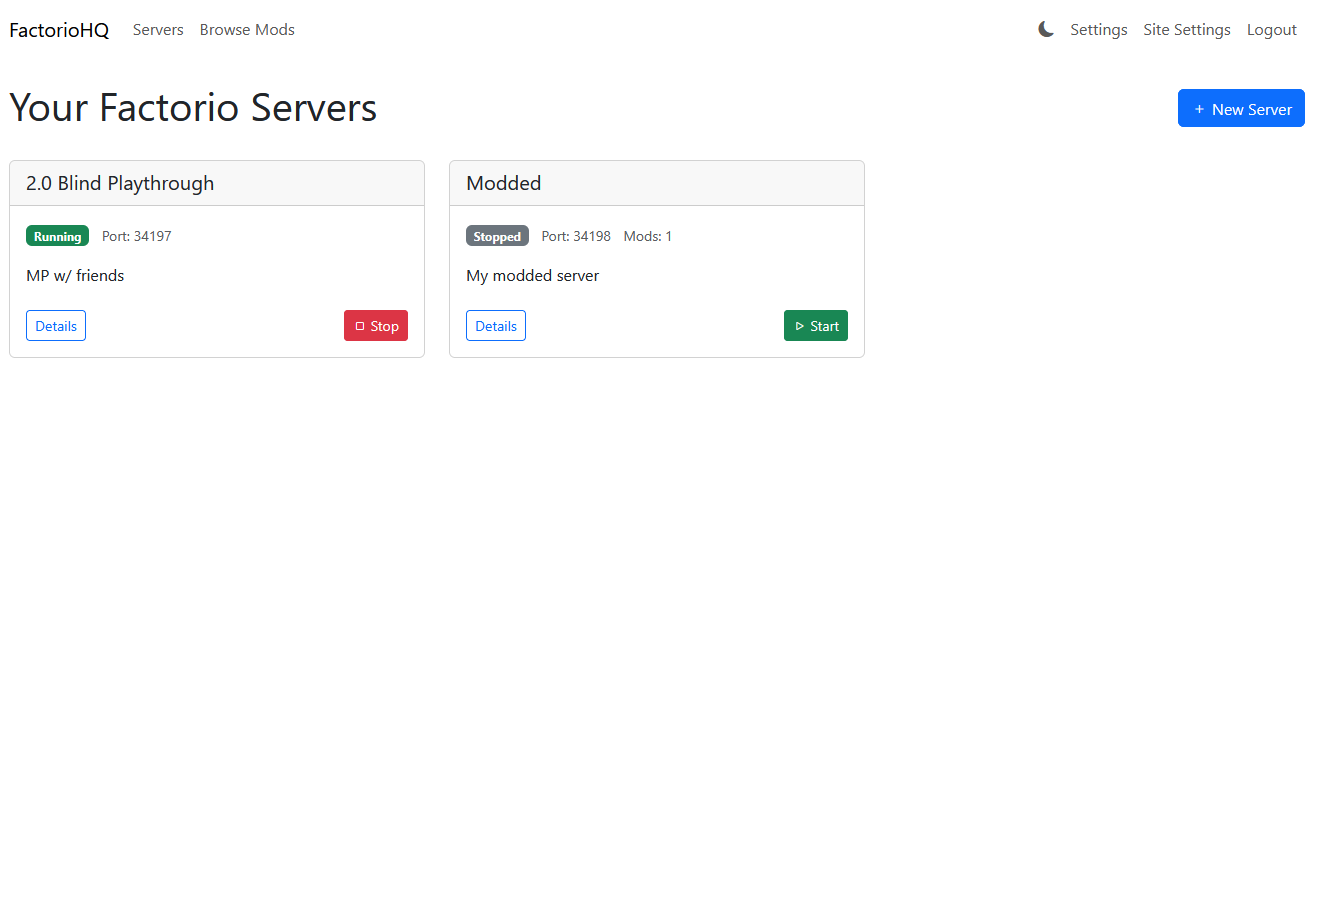 FactorioHQ Servers Browse Mods Settings Site Settings Logout
Your Factorio Servers
+ New Server
2.0 Blind Playthrough
Running Port: 34197
MP w/ friends
Details Stop
Modded
Stopped Port: 34198 Mods: 1
My modded server
Details Start